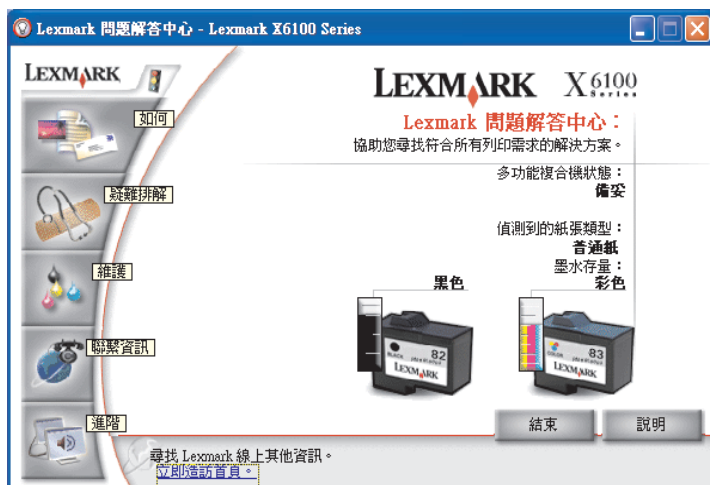 Lexmark 問題解答中心 - Lexmark X6100 Series
LEXMARK
如何
疑難排解
維護
聯繫資訊
進階
LEXMARK X 6100 Series
Lexmark 問題解答中心：
協助您尋找符合所有列印需求的解決方案。
多功能複合機狀態：
備妥
偵測到的紙張類型：
普通紙
墨水存量：
黑色
彩色
BLACK 82
LEXMARK
COLOR 83
LEXMARK
結束
說明
尋找 Lexmark 線上其他資訊。
立即造訪首頁。